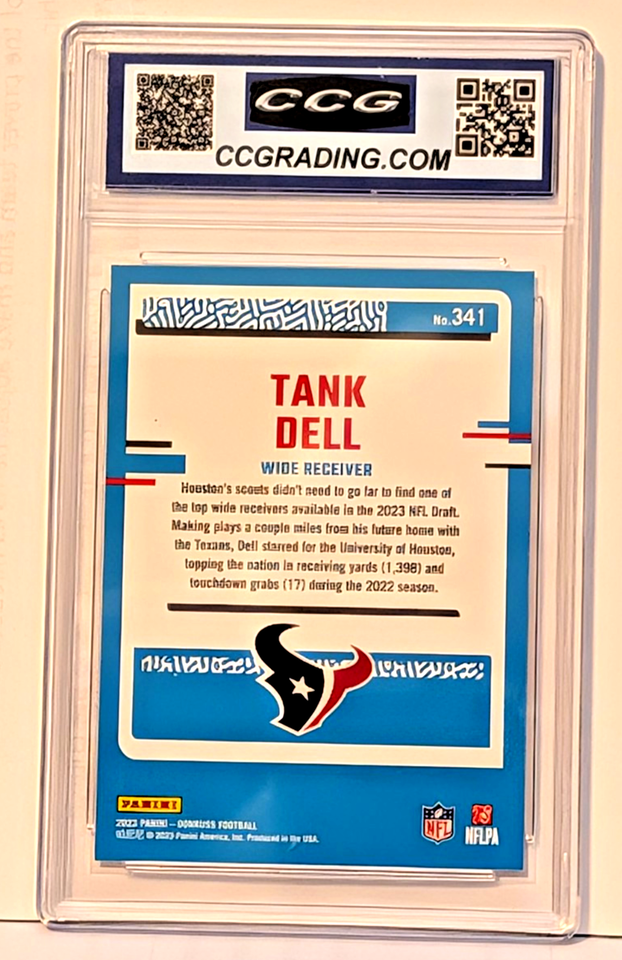 CCG
CCGRADING.COM
No.341
TANK
DELL
WIDE RECEIVER
Houston's scouts didn't need to go far to find one of
the top wide receivers available in the 2023 NFL Draft.
Making plays a couple miles from his future home with
the Texans, Dell starred for the University of Houston,
topping the nation in receiving yards (1,398) and
touchdown grabs (17) during the 2022 season.
PANINI
2023 PANINI – DONRUSS FOOTBALL
© 2023 Panini America, Inc. Produced in the USA.
NFL
NFLPA